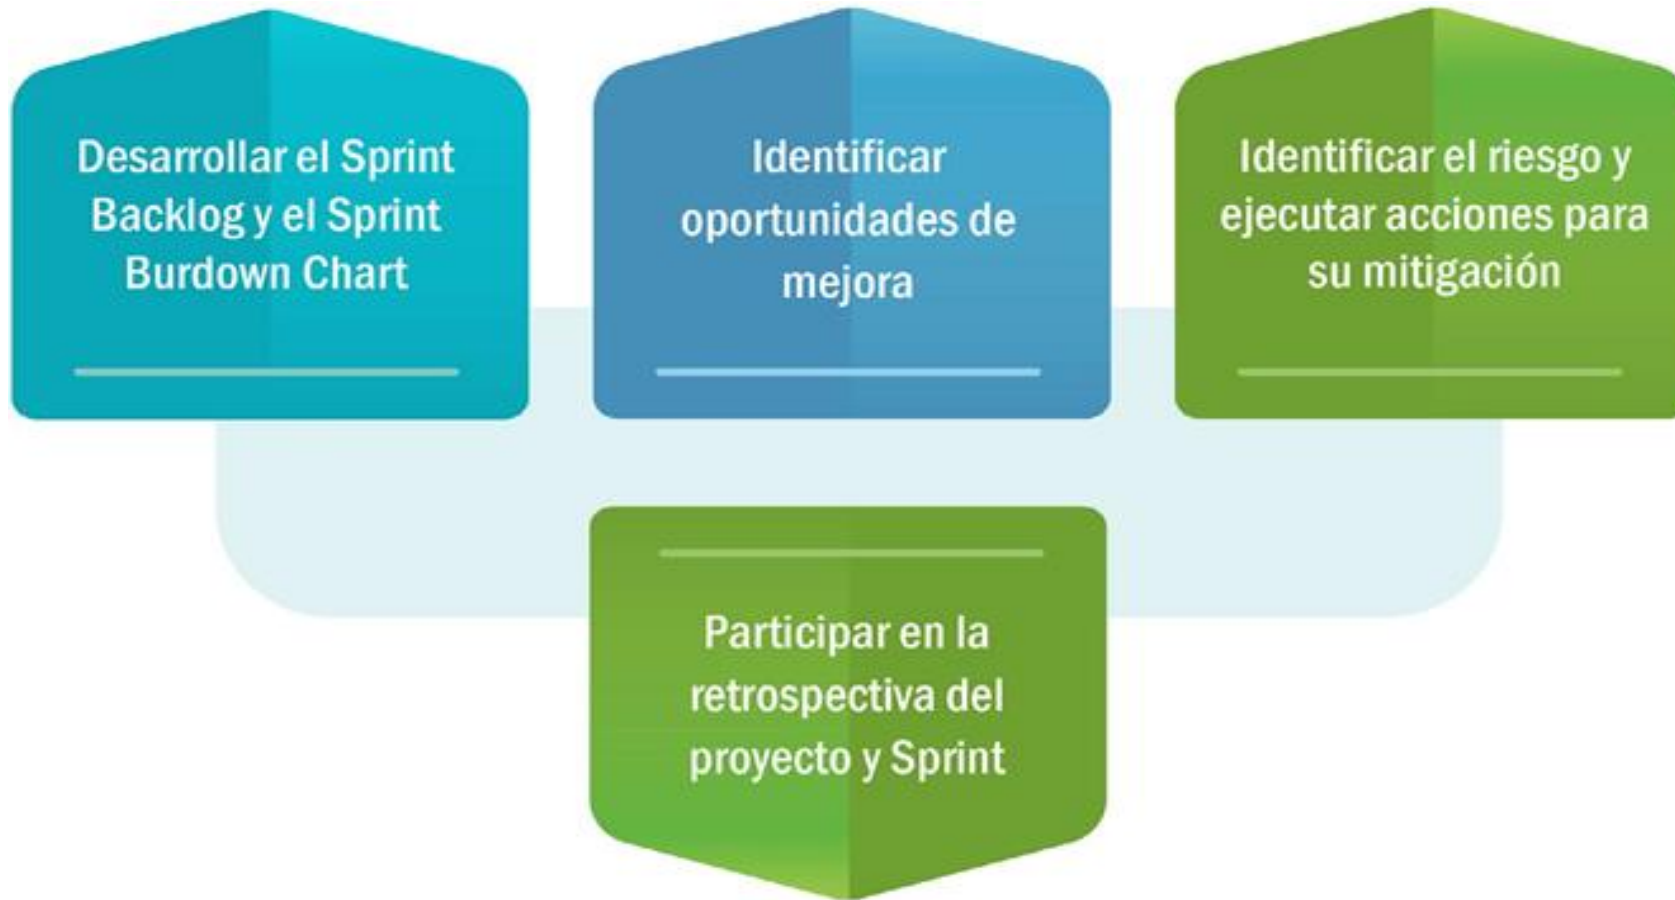 Desarrollar el Sprint
Backlog y el Sprint
Burdown Chart
Identificar
oportunidades de
mejora
Identificar el riesgo y
ejecutar acciones para
su mitigación
Participar en la
retrospectiva del
proyecto y Sprint